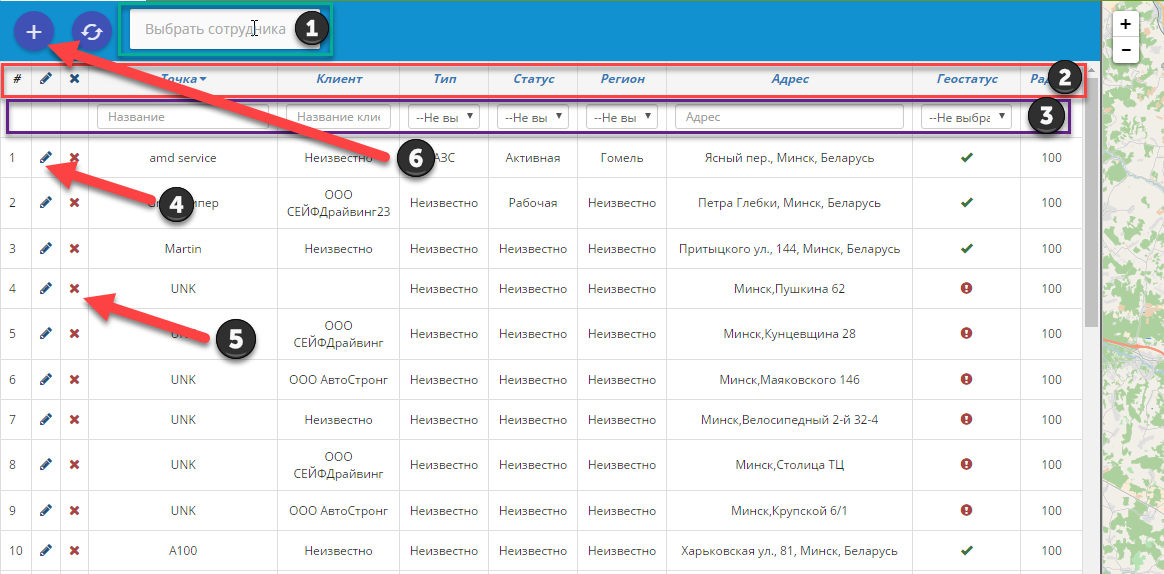 + Выбрать сотрудника 1
+
−
# Точка Клиент Тип Статус Регион Адрес Геостатус 2
Название Название клие --Не вы --Не вы --Не вы Адрес --Не выбра 3
1 amd service Неизвестно 6 АЗС Активная Гомель Ясный пер., Минск, Беларусь 100
4
2 ООО СЕЙФДрайвинг23 Неизвестно Рабочая Неизвестно Петра Глебки, Минск, Беларусь 100
3 Martin Неизвестно Неизвестно Неизвестно Неизвестно Притыцкого ул., 144, Минск, Беларусь 100
4 UNK Неизвестно Неизвестно Неизвестно Минск,Пушкина 62 100
5
5 ООО СЕЙФДрайвинг Неизвестно Неизвестно Неизвестно Минск,Кунцевщина 28 100
6 UNK ООО АвтоСтронг Неизвестно Неизвестно Неизвестно Минск,Маяковского 146 100
7 UNK Неизвестно Неизвестно Неизвестно Неизвестно Минск,Велосипедный 2-й 32-4 100
8 UNK ООО СЕЙФДрайвинг Неизвестно Неизвестно Неизвестно Минск,Столица ТЦ 100
9 UNK ООО АвтоСтронг Неизвестно Неизвестно Неизвестно Минск,Крупской 6/1 100
10 A100 Неизвестно Неизвестно Неизвестно Неизвестно Харьковская ул., 81, Минск, Беларусь 100